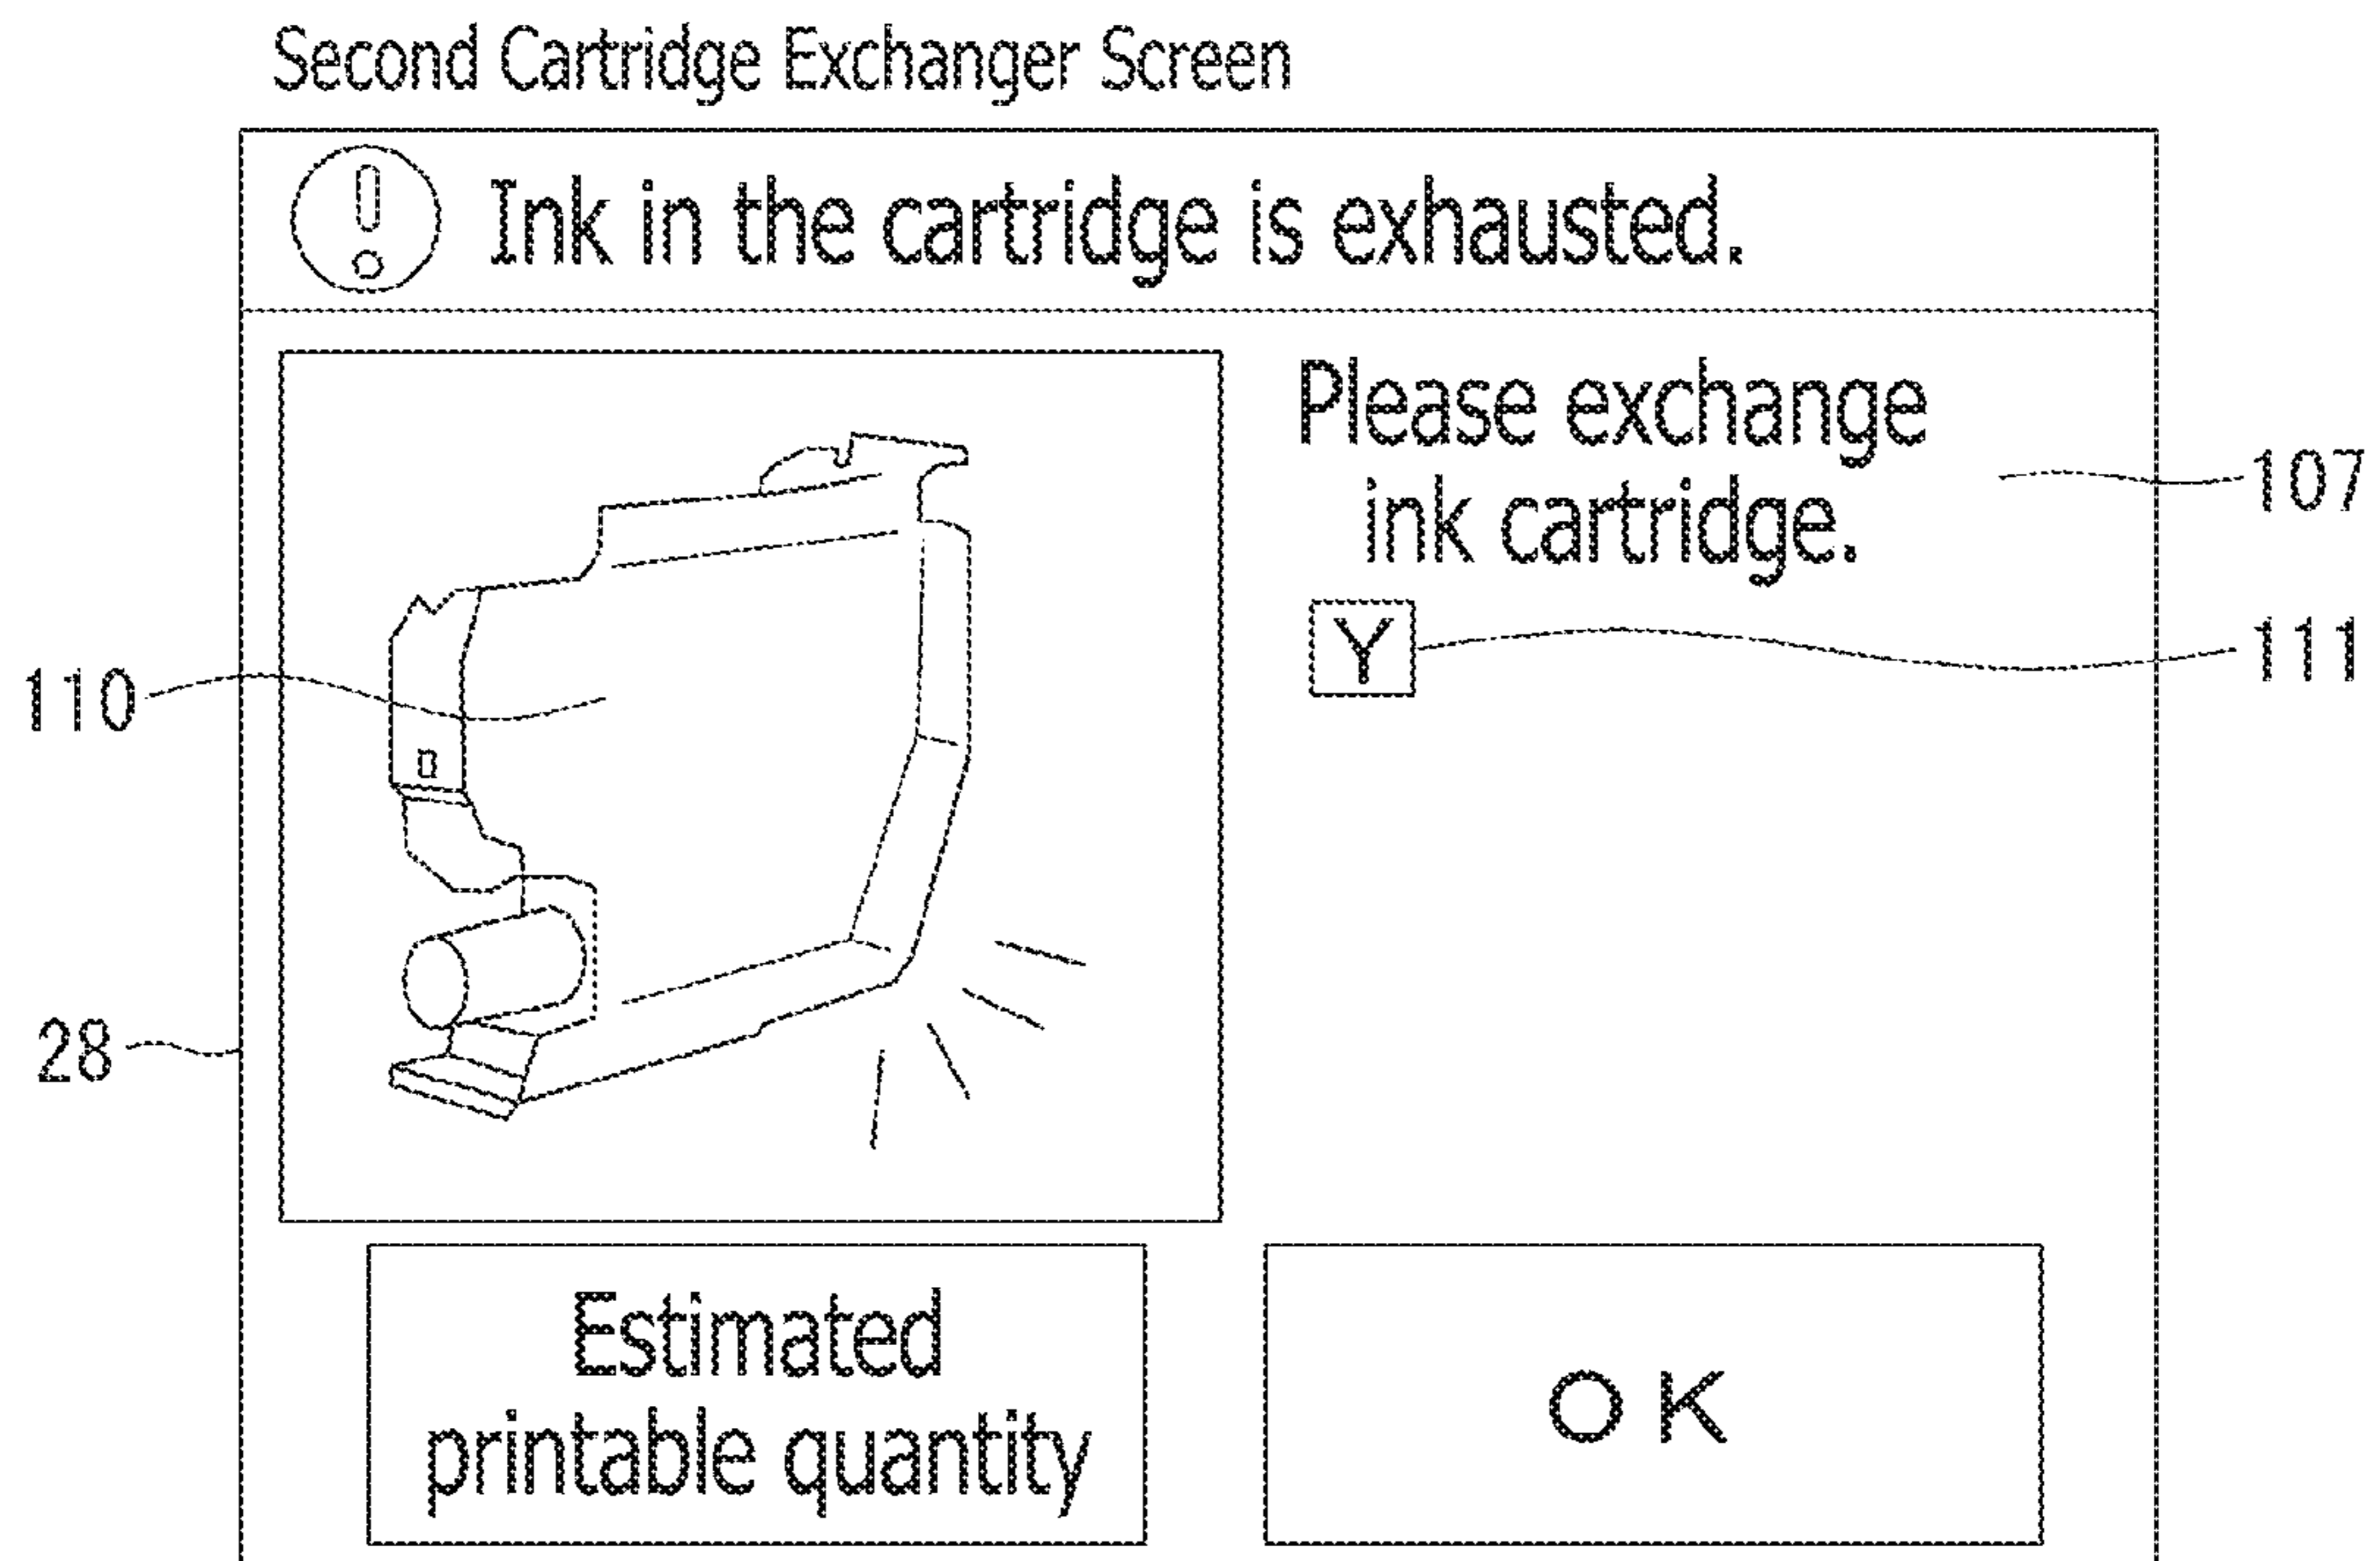 Second Cartridge Exchanger Screen
Ink in the cartridge is exhausted.
Please exchange
ink cartridge.
107
Y
111
110
28
Estimated
printable quantity
OK